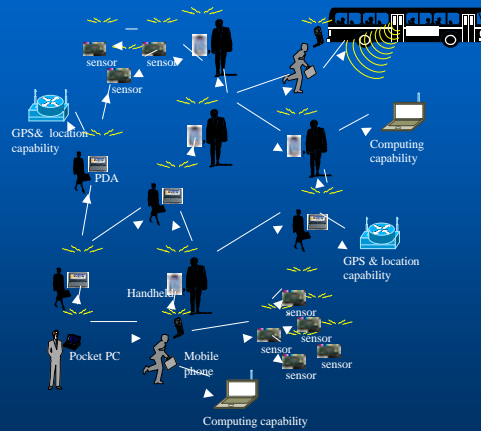 sensor
sensor
sensor
GPS& location
capability
Computing
capability
PDA
GPS & location
capability
Handheld
sensor
sensor
sensor
sensor
sensor
Pocket PC
Mobile
phone
Computing capability